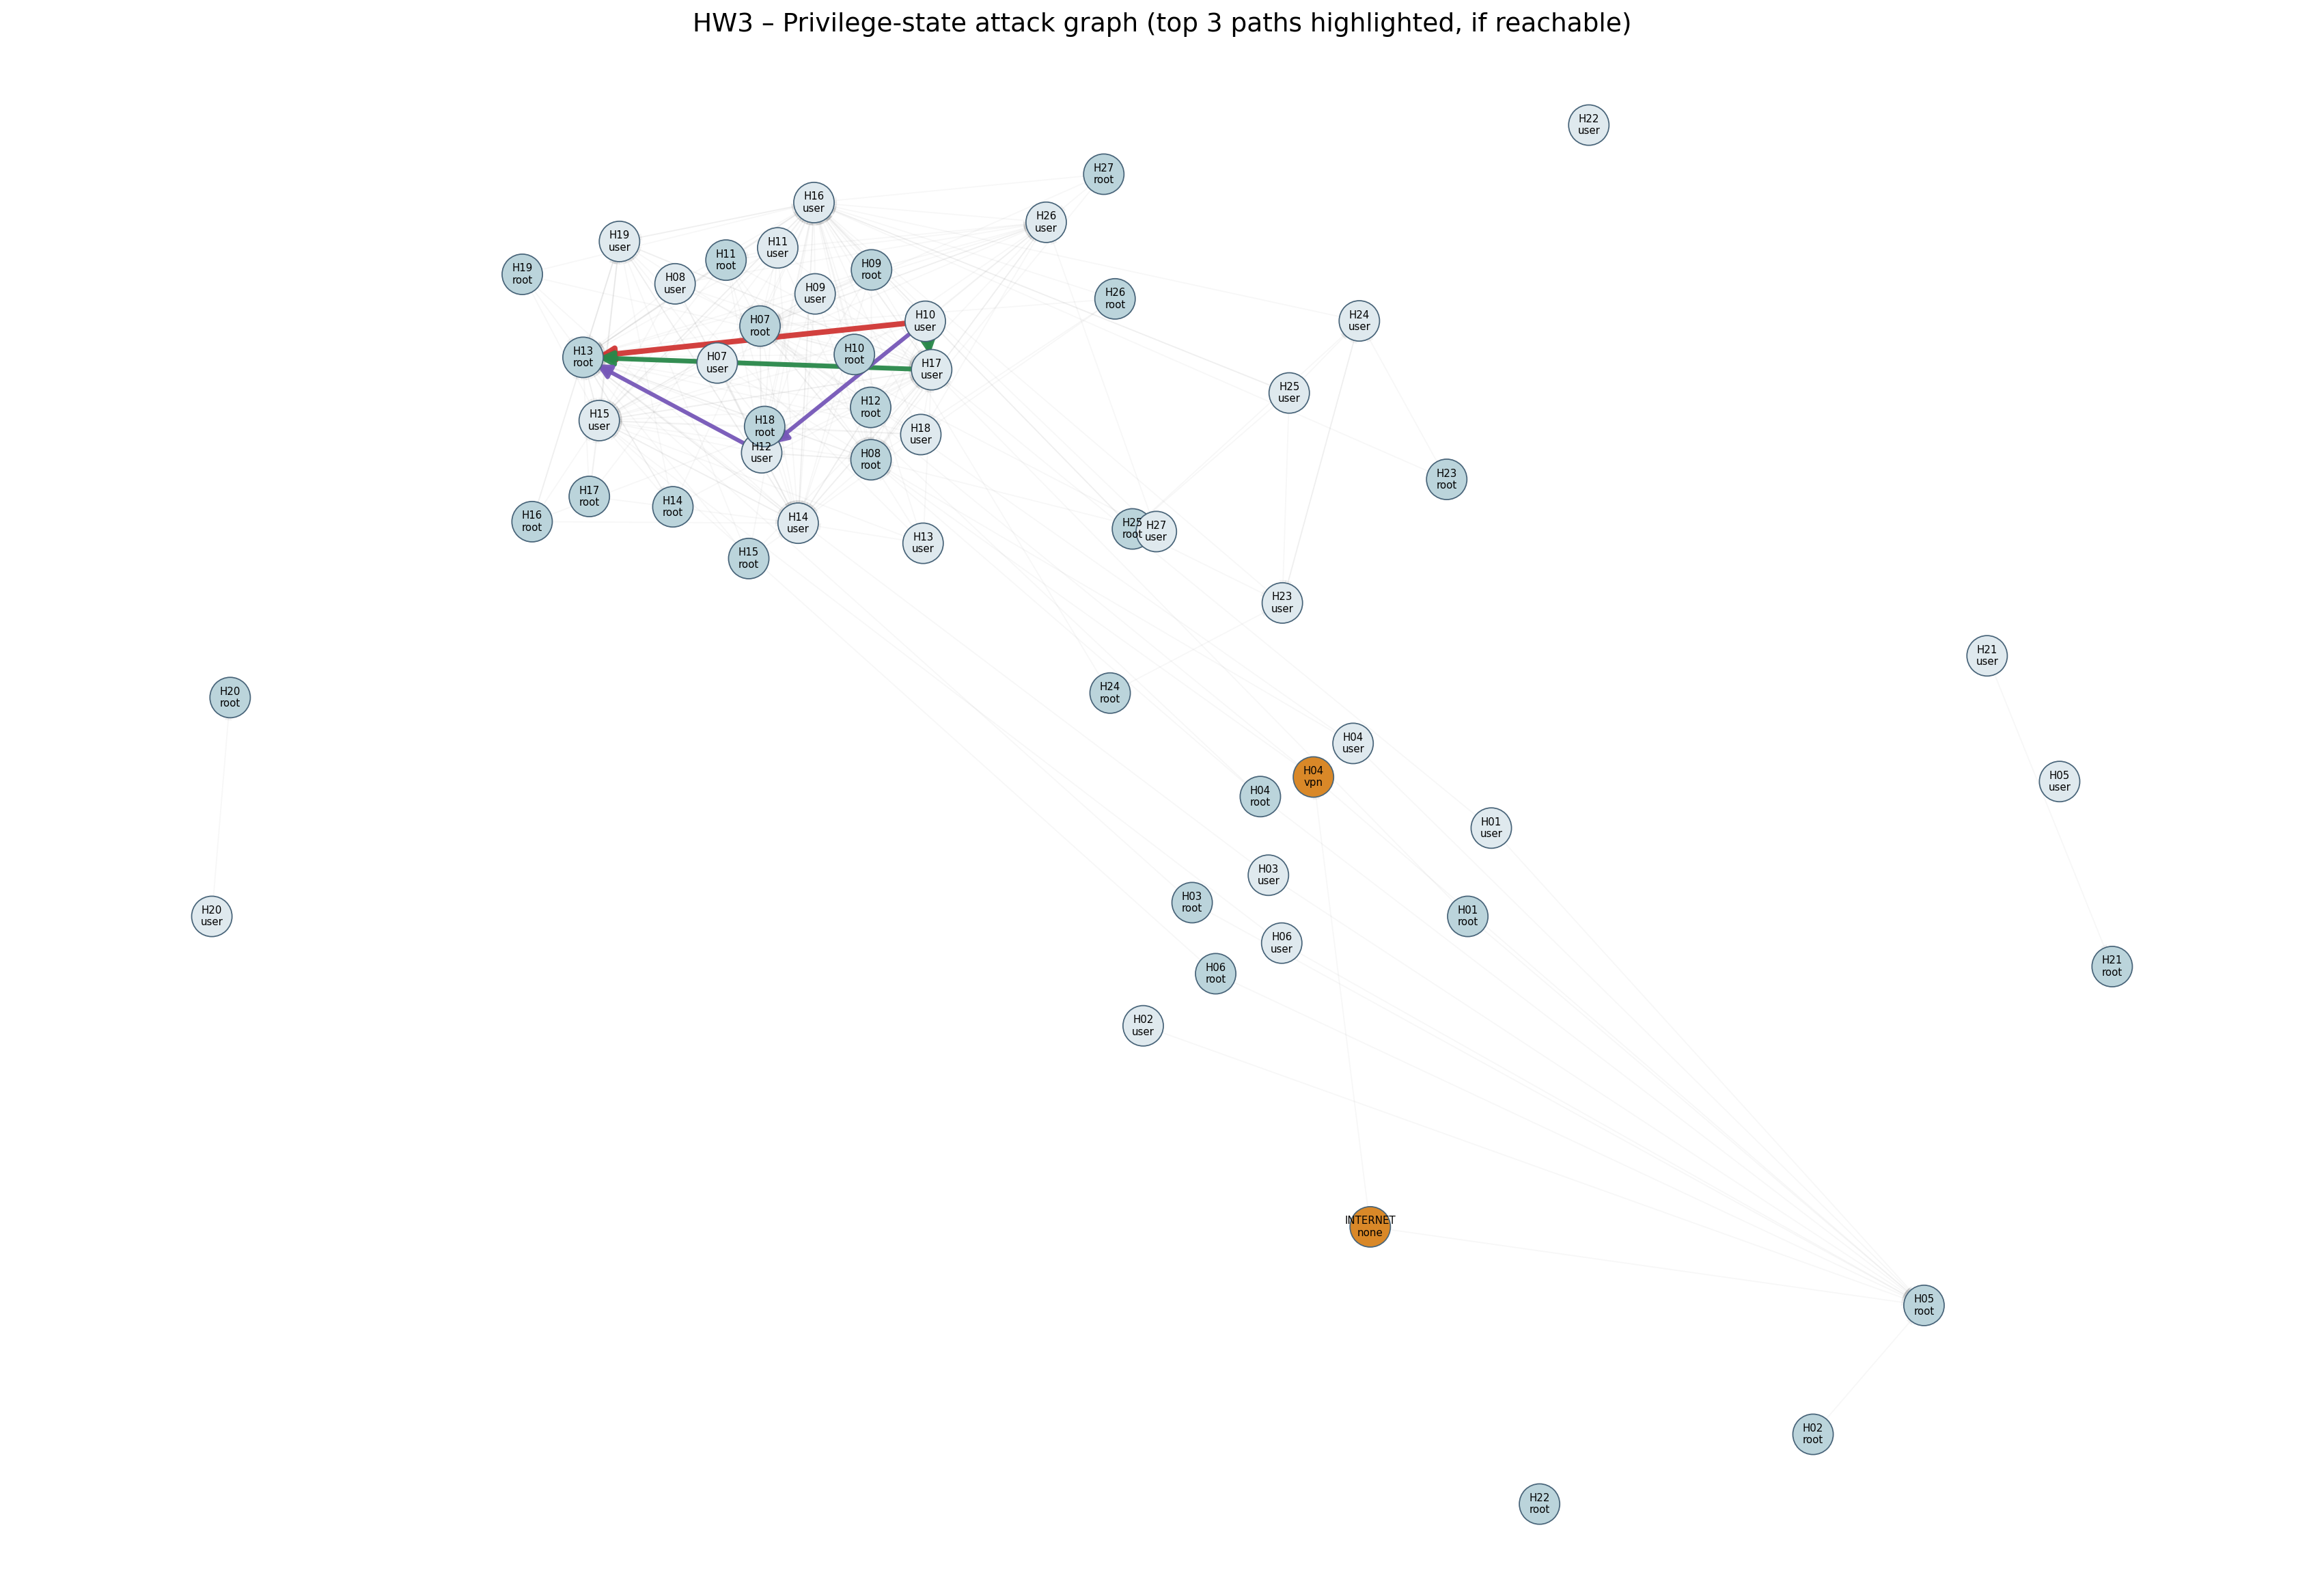 HW3 – Privilege-state attack graph (top 3 paths highlighted, if reachable)
H22
user
H27
root
H16
user
H26
user
H19
user
H11
user
H11
root
H09
root
H19
root
H08
user
H09
user
H26
root
H10
user
H24
user
H07
root
H10
root
H13
root
H07
user
H17
user
H25
user
H12
root
H15
user
H18
root
H18
user
H12
user
H08
root
H23
root
H17
root
H14
root
H16
root
H14
user
H25
root
H27
user
H13
user
H15
root
H23
user
H21
user
H24
root
H20
root
H04
user
H04
vpn
H05
user
H04
root
H01
user
H03
user
H03
root
H20
user
H01
root
H06
user
H21
root
H06
root
H02
user
INTERNET
none
H05
root
H02
root
H22
root